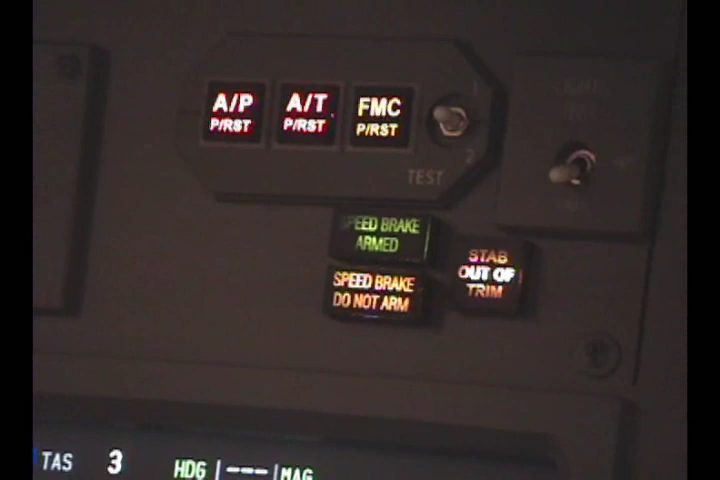 A/P
P/RST
A/T
P/RST
FMC
P/RST
1
2
TEST
SPEED BRAKE
ARMED
SPEED BRAKE
DO NOT ARM
STAB
OUT OF
TRIM
TAS 3
HDG | --- | MAG